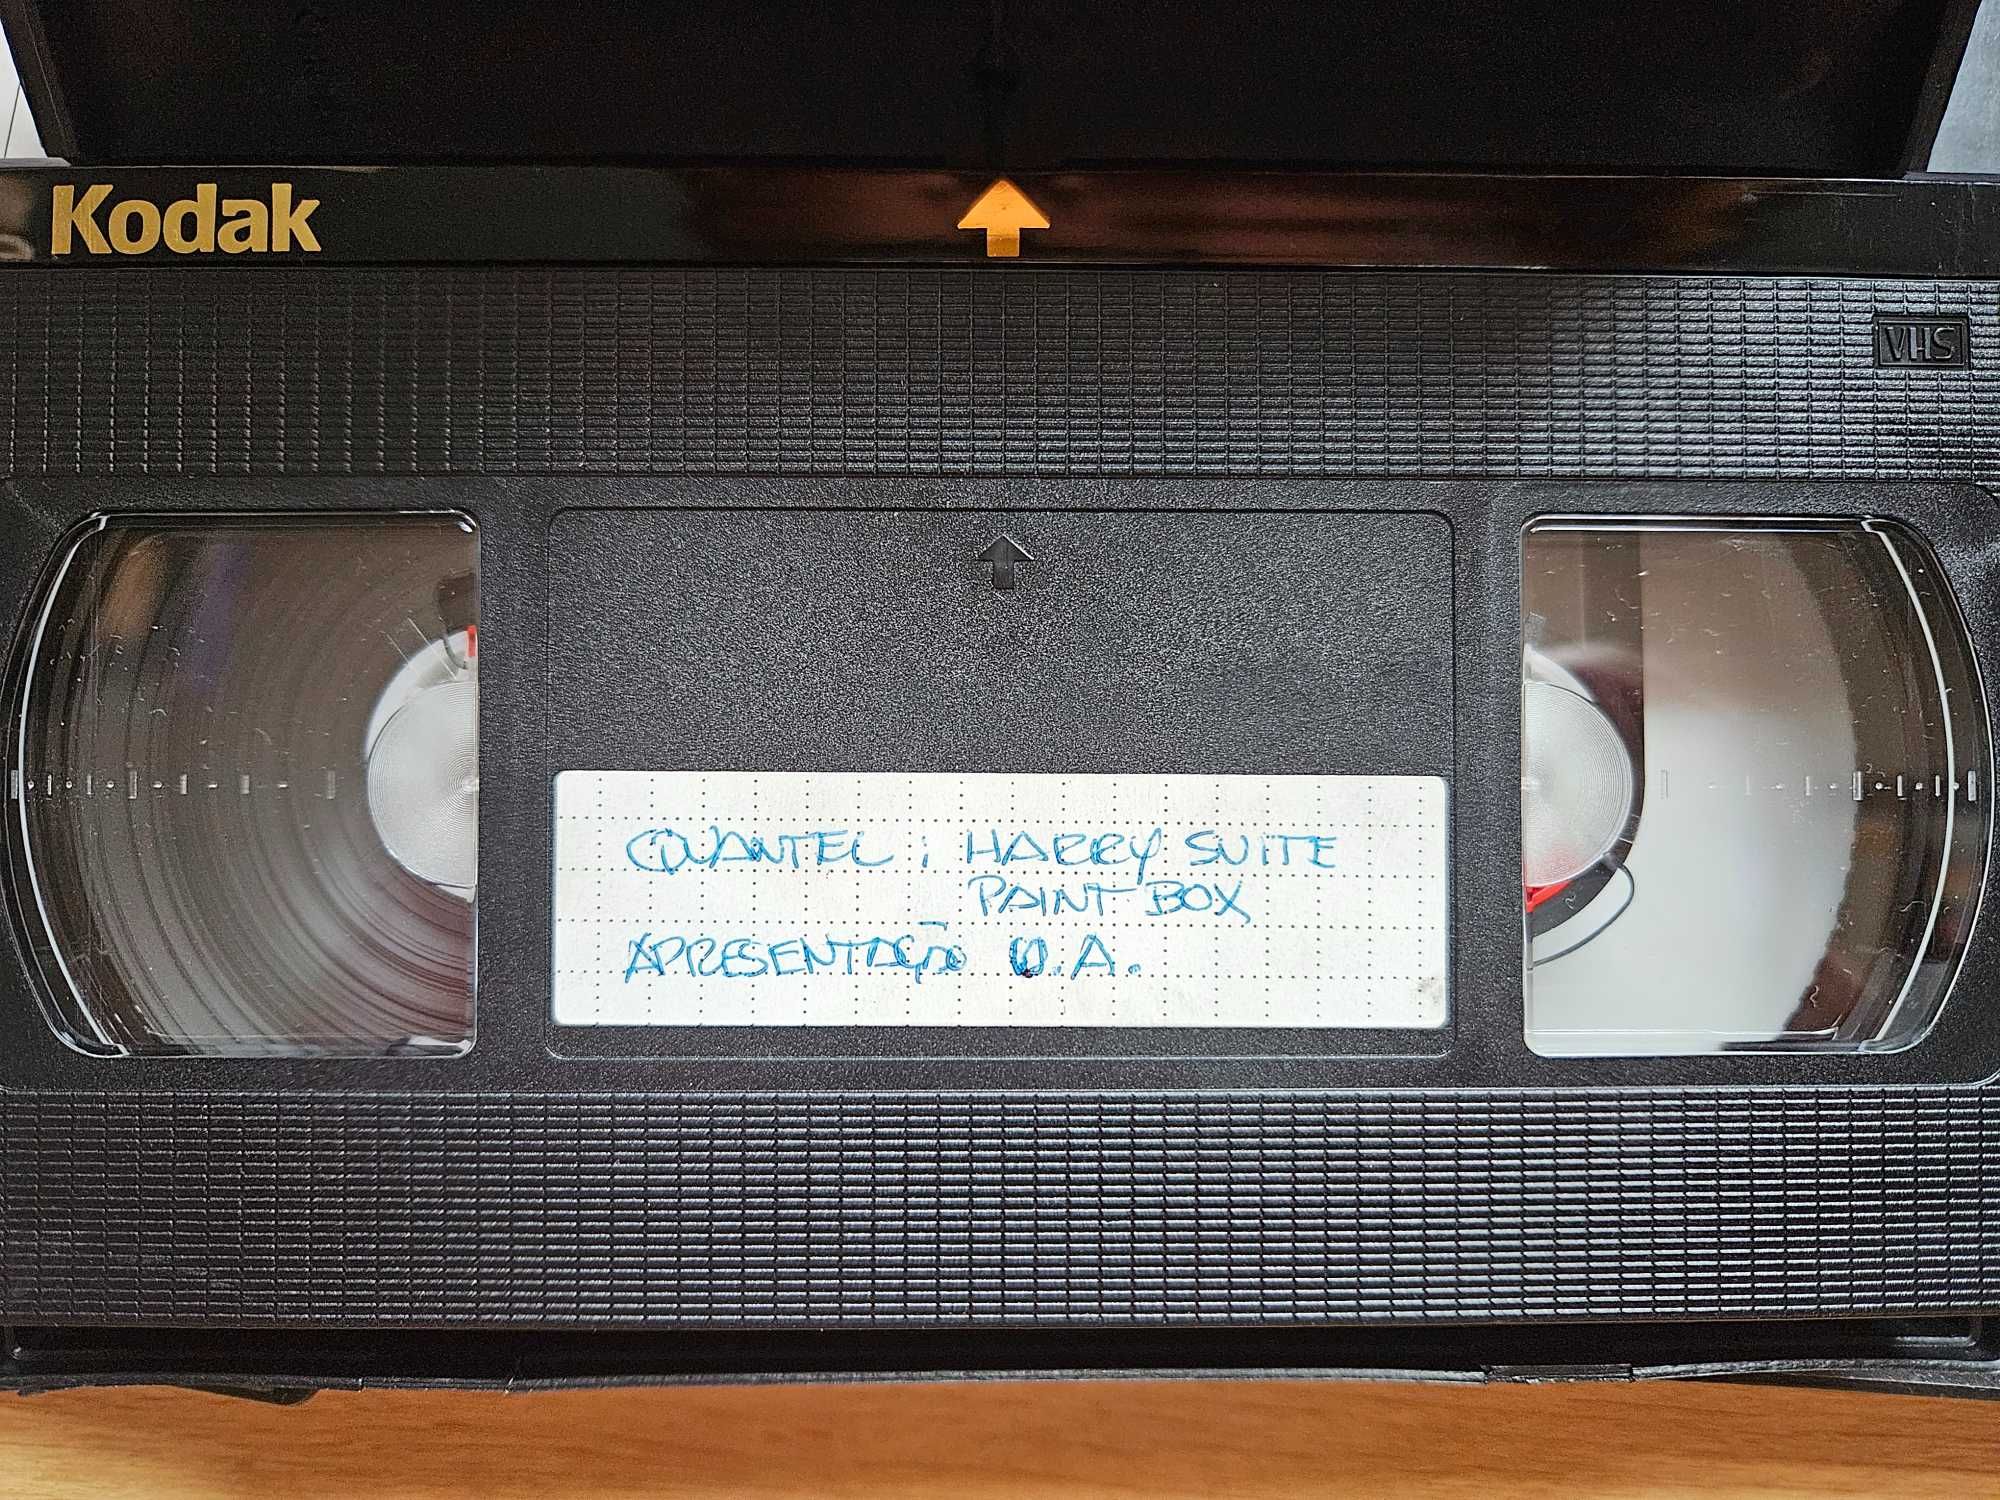 Kodak
VHS
QUANTEL: HARRY SUITE
PAINT BOX
APRESENTAÇÃO .A.